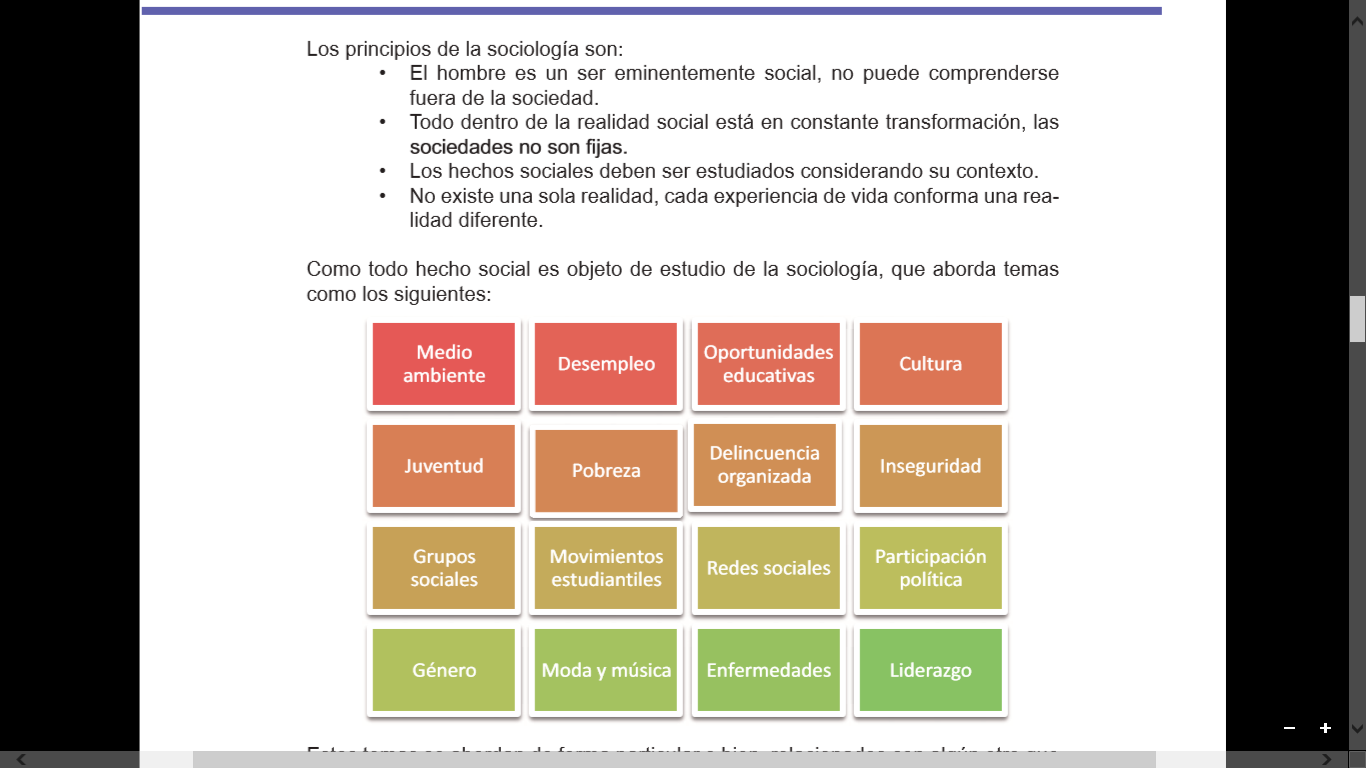 Los principios de la sociología son:
• El hombre es un ser eminentemente social, no puede comprenderse
fuera de la sociedad.
• Todo dentro de la realidad social está en constante transformación, las
sociedades no son fijas.
• Los hechos sociales deben ser estudiados considerando su contexto.
• No existe una sola realidad, cada experiencia de vida conforma una rea-
lidad diferente.
Como todo hecho social es objeto de estudio de la sociología, que aborda temas
como los siguientes:
Medio
ambiente
Desempleo
Oportunidades
educativas
Cultura
Juventud
Pobreza
Delincuencia
organizada
Inseguridad
Grupos
sociales
Movimientos
estudiantiles
Redes sociales
Participación
política
Género
Moda y música
Enfermedades
Liderazgo